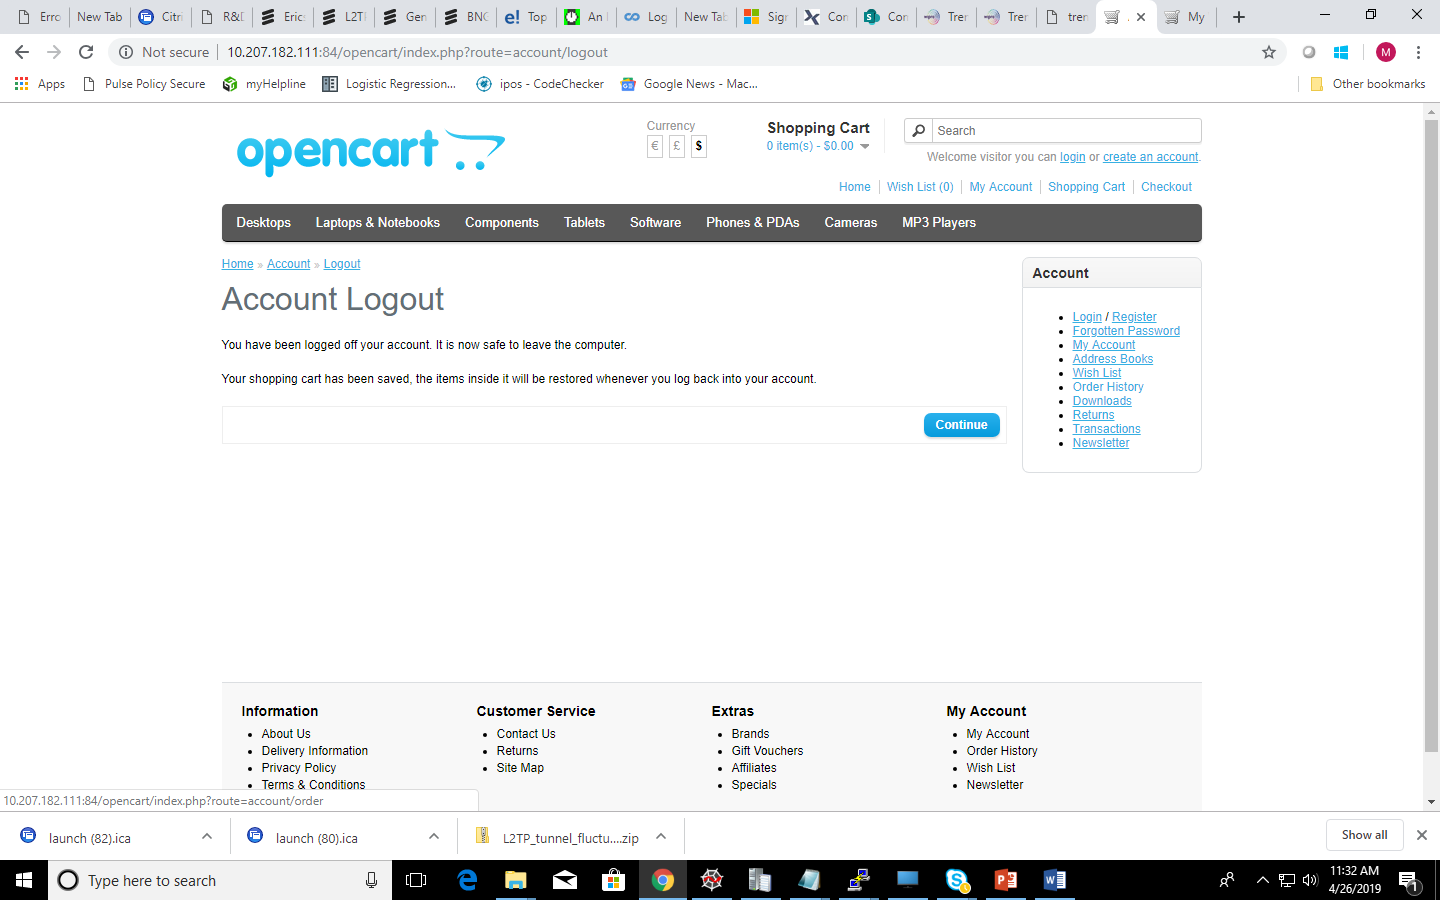 Erro
New Tab
Citri
R&D
Erics
L2TP
Gen
BNG
Top
An I
Log
New Tab
Sign
Con
Con
Tren
Tren
tren
My
Not secure
10.207.182.111:84/opencart/index.php?route=account/logout
M
Apps
Pulse Policy Secure
myHelpline
Logistic Regression...
ipos - CodeChecker
Google News - Mac...
Other bookmarks
opencart
Currency
€ £ $
Shopping Cart
0 item(s) - $0.00
Search
Welcome visitor you can login or create an account.
Home
Wish List (0)
My Account
Shopping Cart
Checkout
Desktops
Laptops & Notebooks
Components
Tablets
Software
Phones & PDAs
Cameras
MP3 Players
Home » Account » Logout
Account Logout
You have been logged off your account. It is now safe to leave the computer.
Your shopping cart has been saved, the items inside it will be restored whenever you log back into your account.
Continue
Account
Login / Register
Forgotten Password
My Account
Address Books
Wish List
Order History
Downloads
Returns
Transactions
Newsletter
Information
About Us
Delivery Information
Privacy Policy
Terms & Conditions
Customer Service
Contact Us
Returns
Site Map
Extras
Brands
Gift Vouchers
Affiliates
Specials
My Account
My Account
Order History
Wish List
Newsletter
10.207.182.111:84/opencart/index.php?route=account/order
launch (82).ica
launch (80).ica
L2TP_tunnel_fluctu....zip
Show all
Type here to search
11:32 AM
4/26/2019
1